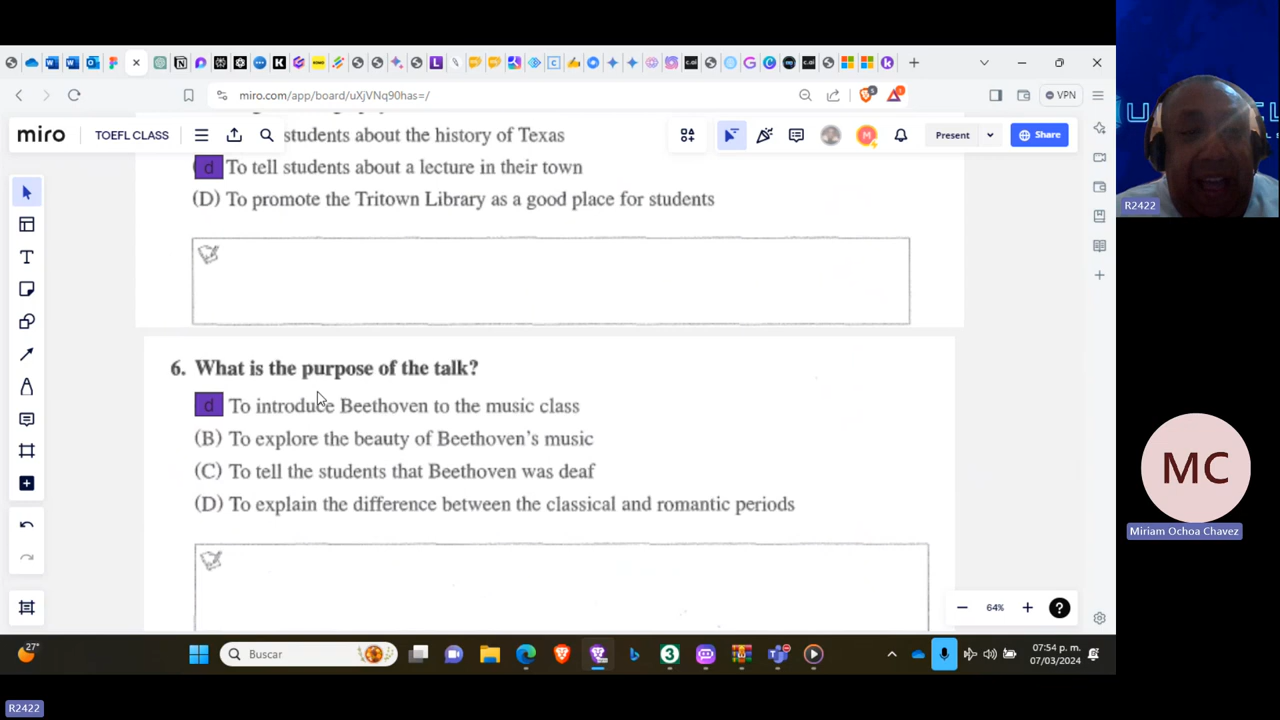 miro.com/app/board/uXjVNq90has=/
VPN
miro
TOEFL CLASS
Present
Share
students about the history of Texas
d To tell students about a lecture in their town
(D) To promote the Tritown Library as a good place for students
6. What is the purpose of the talk?
d To introduce Beethoven to the music class
(B) To explore the beauty of Beethoven's music
(C) To tell the students that Beethoven was deaf
(D) To explain the difference between the classical and romantic periods
64%
27°
Buscar
07:54 p. m.
07/03/2024
R2422
MC
Miriam Ochoa Chavez
R2422